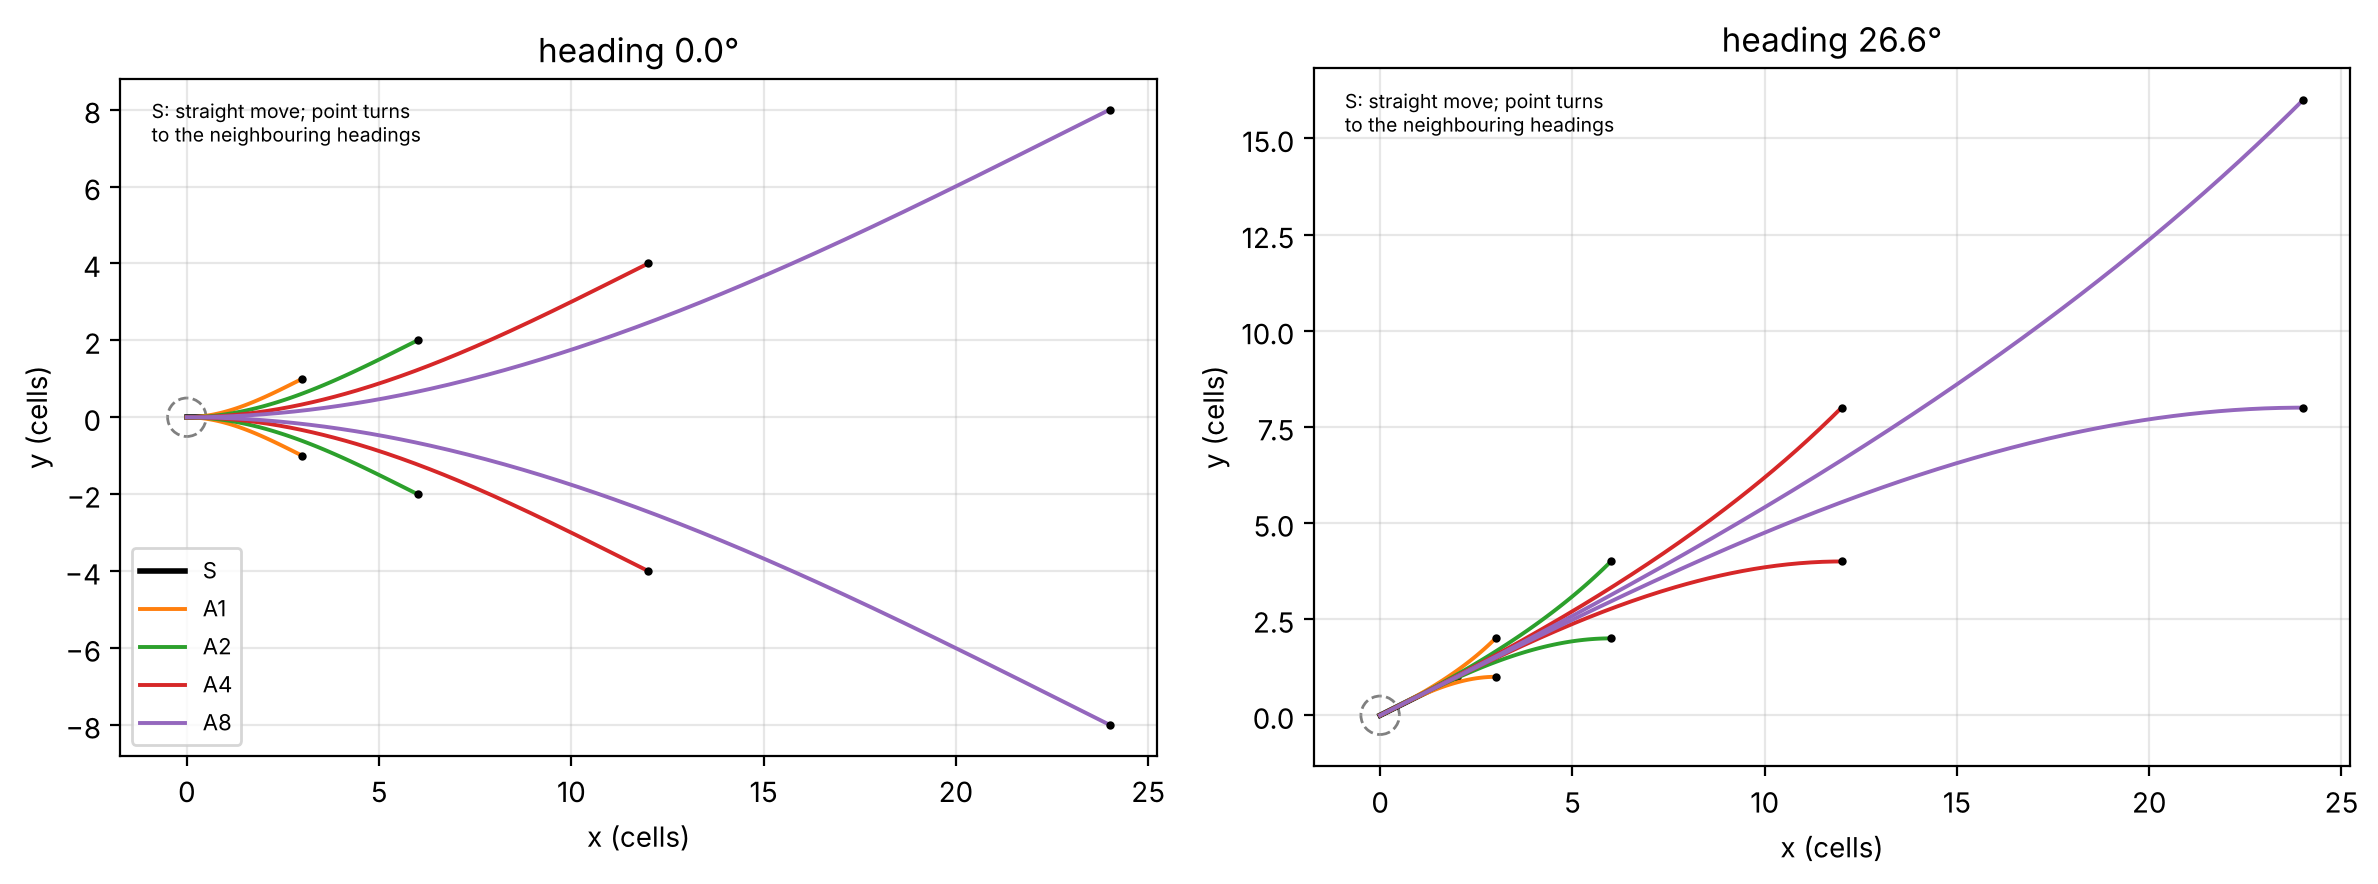 heading 0.0°
S: straight move; point turns
to the neighbouring headings
8
6
4
2
0
−2
−4
−6
−8
y (cells)
S
A1
A2
A4
A8
0
5
10
15
20
25
x (cells)
heading 26.6°
S: straight move; point turns
to the neighbouring headings
15.0
12.5
10.0
7.5
5.0
2.5
0.0
y (cells)
0
5
10
15
20
25
x (cells)